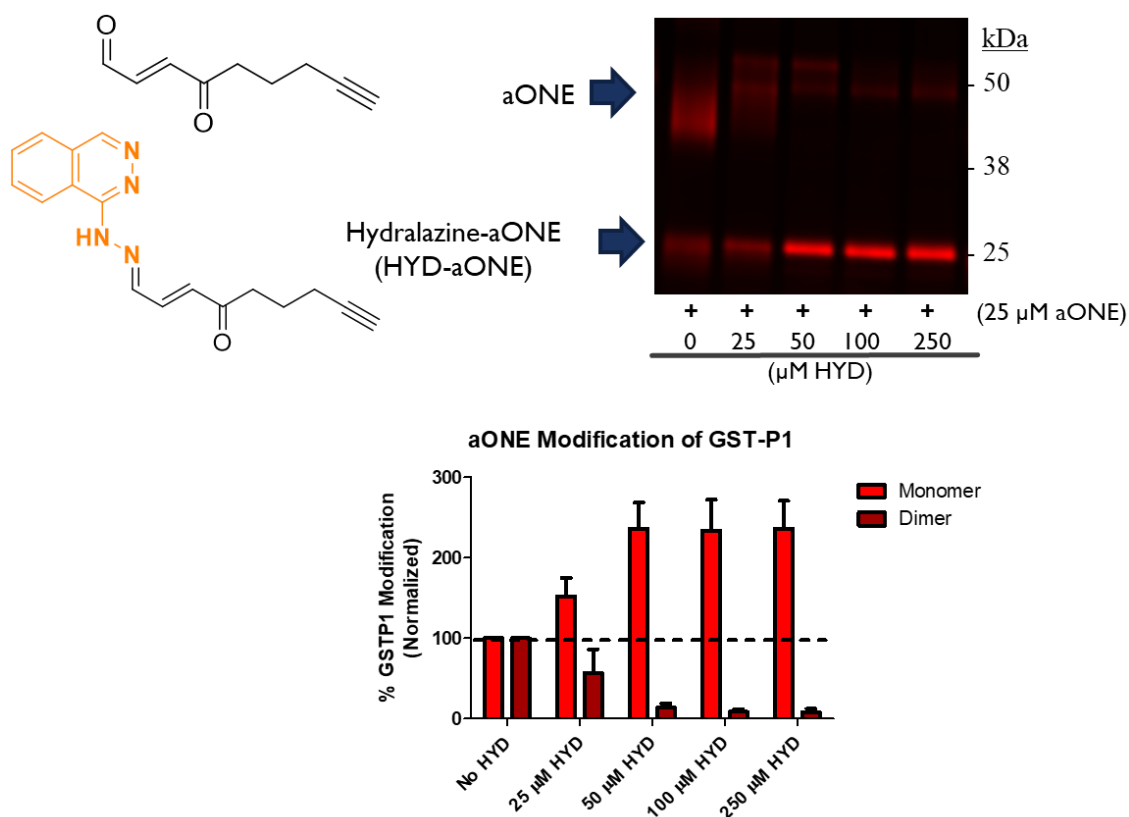 O
O
N
N
HN
N
O
aONE
Hydralazine-aONE
(HYD-aONE)
kDa
50
38
25
+ + + + + (25 µM aONE)
0 25 50 100 250
(µM HYD)
aONE Modification of GST-P1
% GSTP1 Modification
(Normalized)
300
200
100
0
Monomer
Dimer
No HYD
25 µM HYD
50 µM HYD
100 µM HYD
250 µM HYD